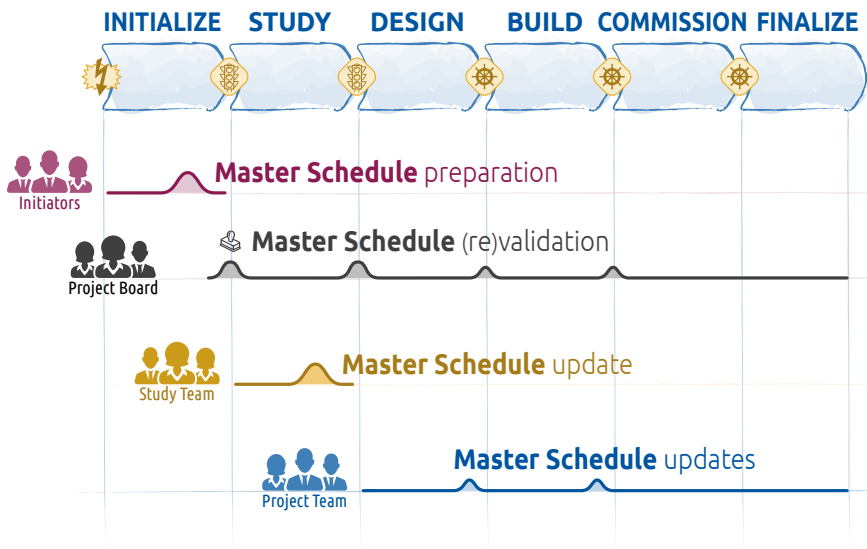 INITIALIZE STUDY DESIGN BUILD COMMISSION FINALIZE
Master Schedule preparation
Initiators
Master Schedule (re)validation
Project Board
Master Schedule update
Study Team
Master Schedule updates
Project Team